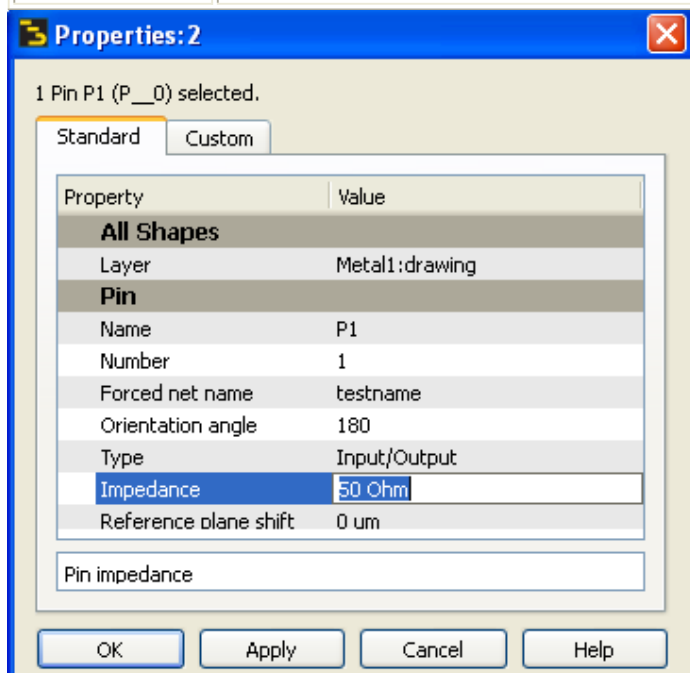 Properties:2
1 Pin P1 (P__0) selected.
Standard Custom
Property Value
All Shapes
Layer Metal1:drawing
Pin
Name P1
Number 1
Forced net name testname
Orientation angle 180
Type Input/Output
Impedance 50 Ohm
Reference plane shift 0 um
Pin impedance
OK Apply Cancel Help